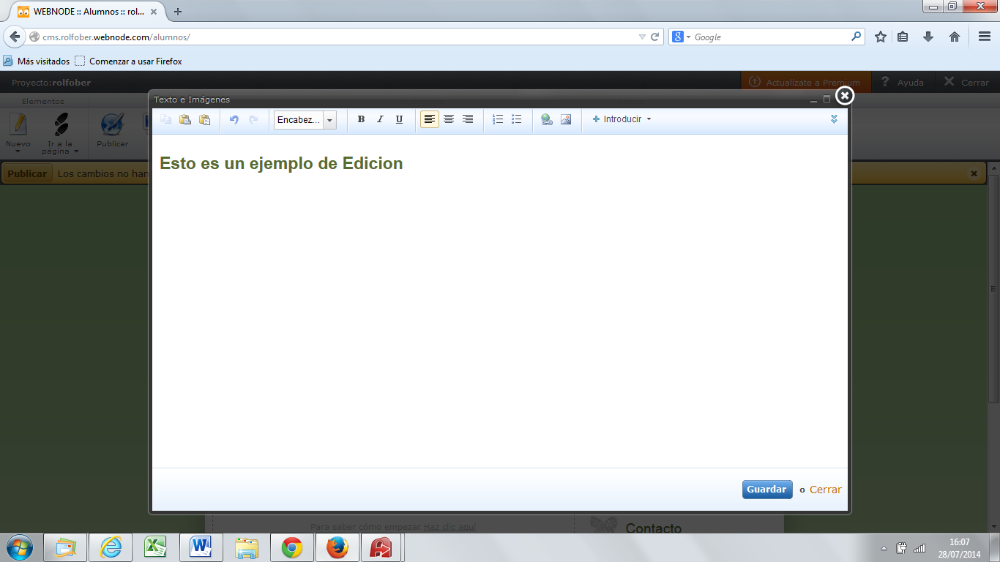 WEBNODE :: Alumnos :: rol...
cms.rolfober.webnode.com/alumnos/
Google
Más visitados
Comenzar a usar Firefox
Proyecto:rolfober
Actualízate a Premium
Ayuda
Cerrar
Elementos
Texto e Imágenes
Nuevo
Ir a la
página
Publicar
Encabez...
B I U
Introducir
Publicar Los cambios no han
Esto es un ejemplo de Edicion
Guardar o Cerrar
Para saber cómo empezar Haz clic aquí
Contacto
16:07
28/07/2014